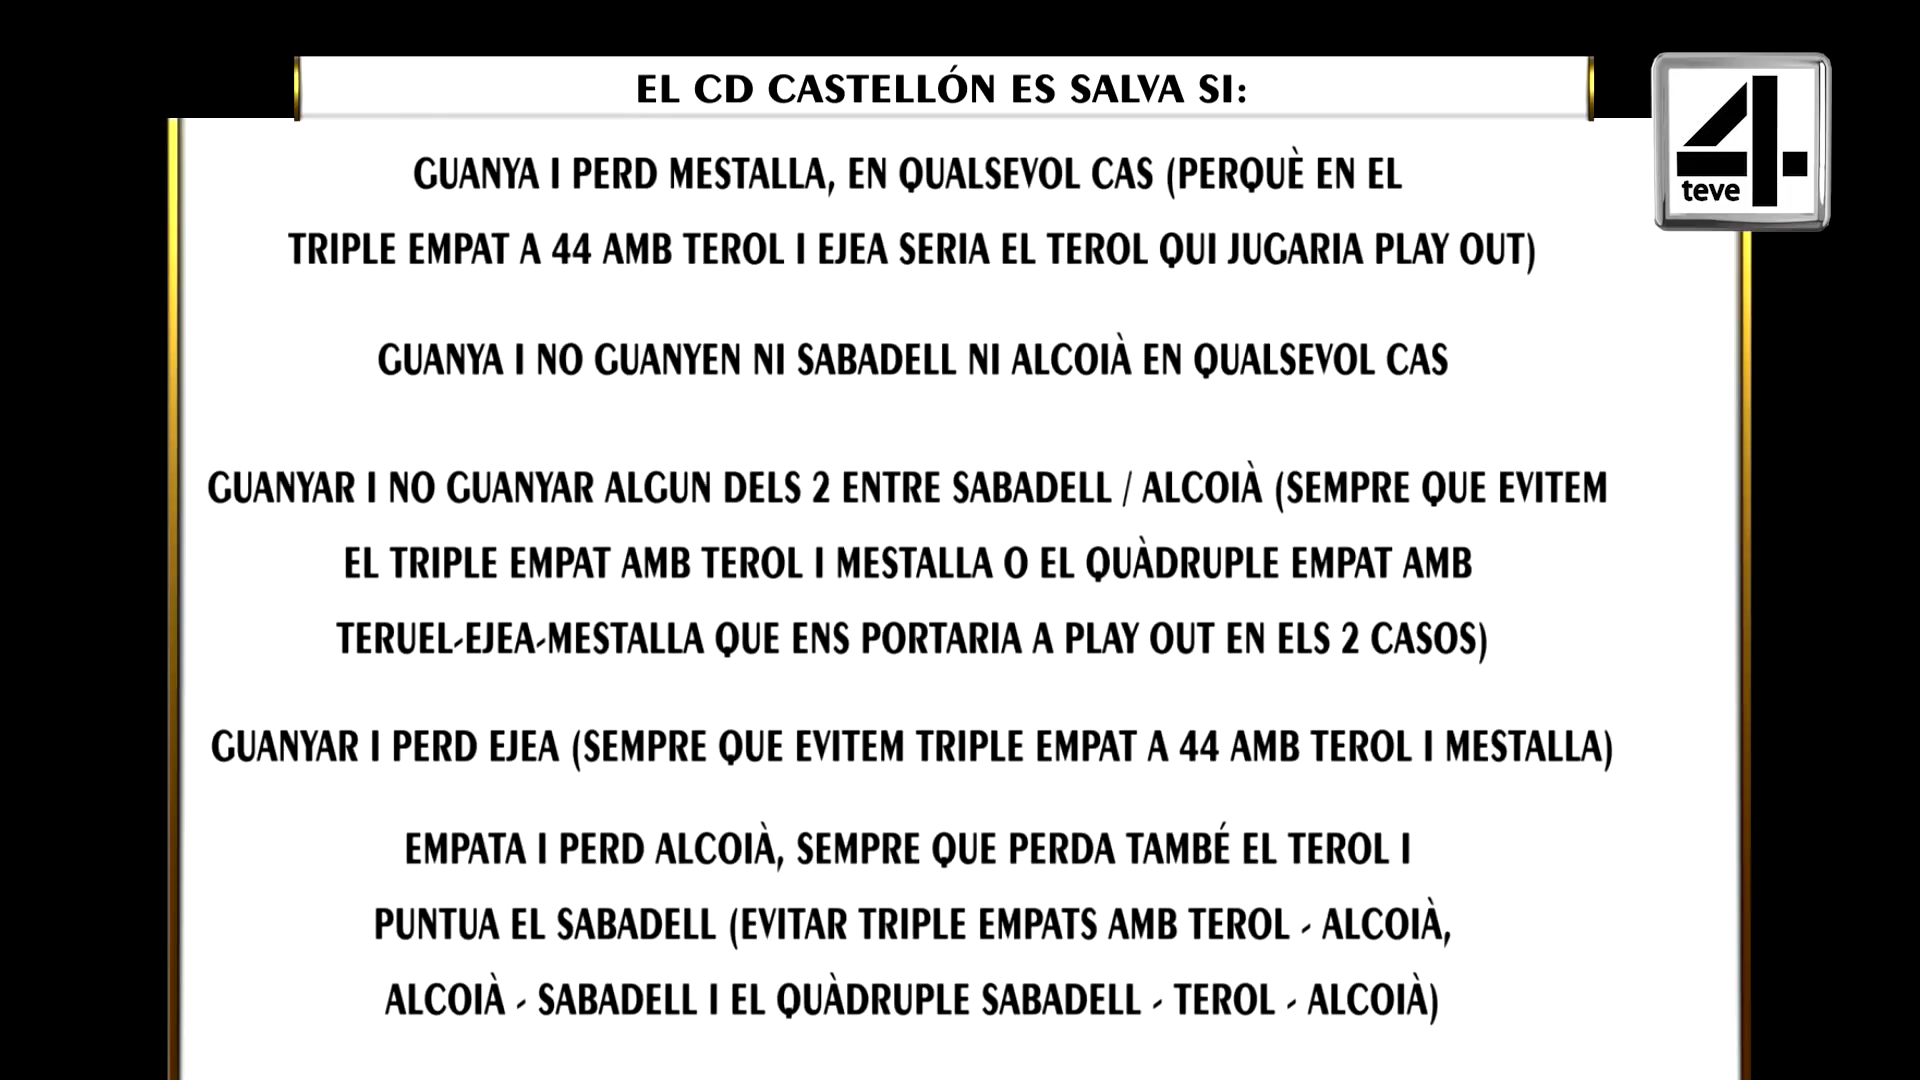 EL CD CASTELLÓN ES SALVA SI:
4.
teve
GUANYA I PERD MESTALLA, EN QUALSEVOL CAS (PERQUÈ EN EL
TRIPLE EMPAT A 44 AMB TEROL I EJEA SERIA EL TEROL QUI JUGARIA PLAY OUT)
GUANYA I NO GUANYEN NI SABADELL NI ALCOIÀ EN QUALSEVOL CAS
GUANYAR I NO GUANYAR ALGUN DELS 2 ENTRE SABADELL / ALCOIÀ (SEMPRE QUE EVITEM
EL TRIPLE EMPAT AMB TEROL I MESTALLA O EL QUÀDRUPLE EMPAT AMB
TERUEL-EJEA-MESTALLA QUE ENS PORTARIA A PLAY OUT EN ELS 2 CASOS)
GUANYAR I PERD EJEA (SEMPRE QUE EVITEM TRIPLE EMPAT A 44 AMB TEROL I MESTALLA)
EMPATA I PERD ALCOIÀ, SEMPRE QUE PERDA TAMBÉ EL TEROL I
PUNTUA EL SABADELL (EVITAR TRIPLE EMPATS AMB TEROL - ALCOIÀ,
ALCOIÀ - SABADELL I EL QUÀDRUPLE SABADELL - TEROL - ALCOIÀ)